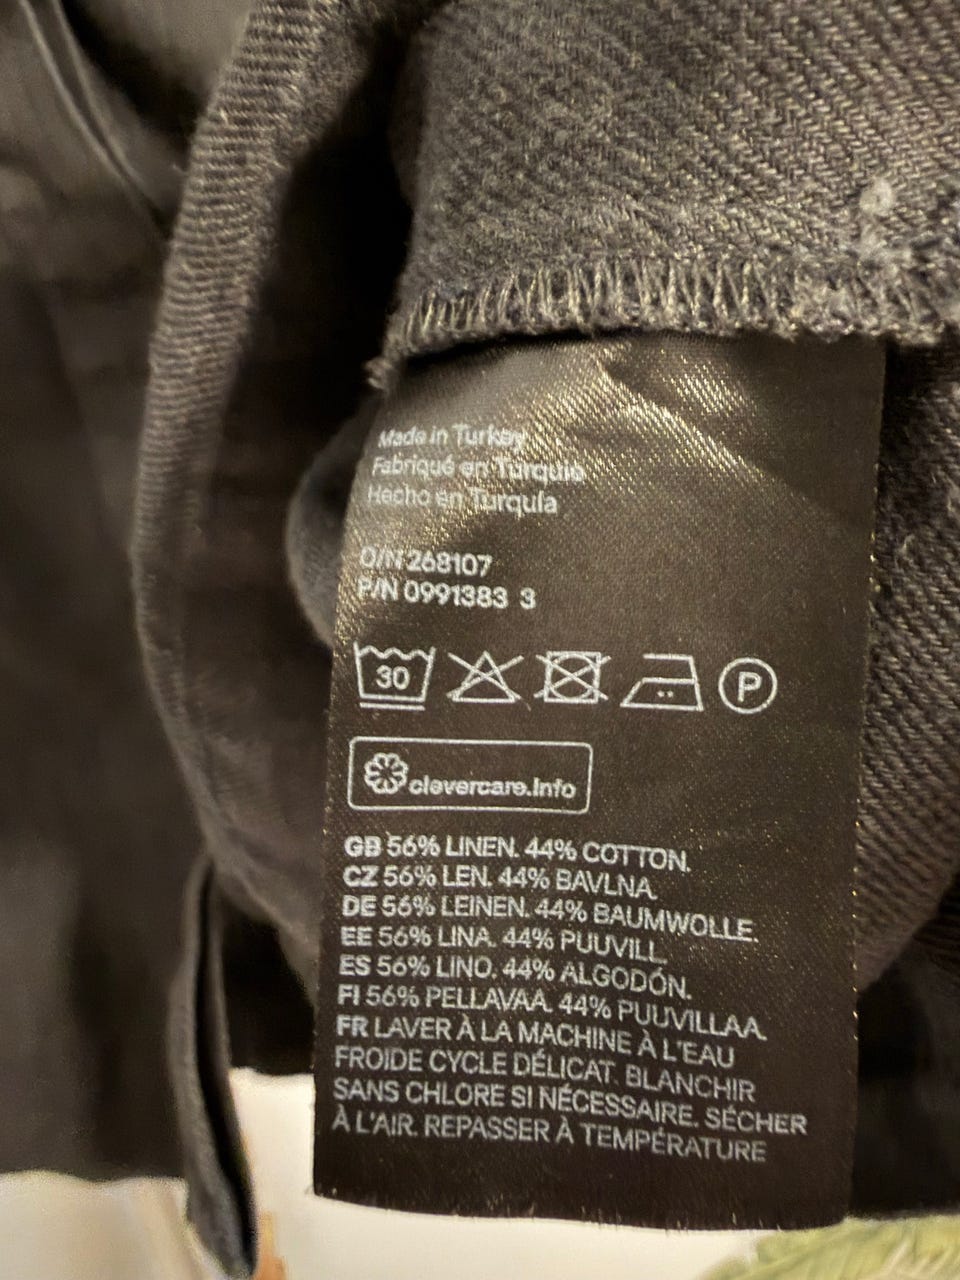 Made in Turkey
Fabriqué en Turquie
Hecho en Turquía
O/N 268107
P/N 0991383 3
30 P
clevercare.info
GB 56% LINEN. 44% COTTON.
CZ 56% LEN. 44% BAVLNA.
DE 56% LEINEN. 44% BAUMWOLLE.
EE 56% LINA. 44% PUUVILL.
ES 56% LINO. 44% ALGODÓN.
FI 56% PELLAVAA. 44% PUUVILLAA.
FR LAVER À LA MACHINE À L'EAU
FROIDE CYCLE DÉLICAT. BLANCHIR
SANS CHLORE SI NÉCESSAIRE. SÉCHER
À L'AIR. REPASSER À TEMPÉRATURE